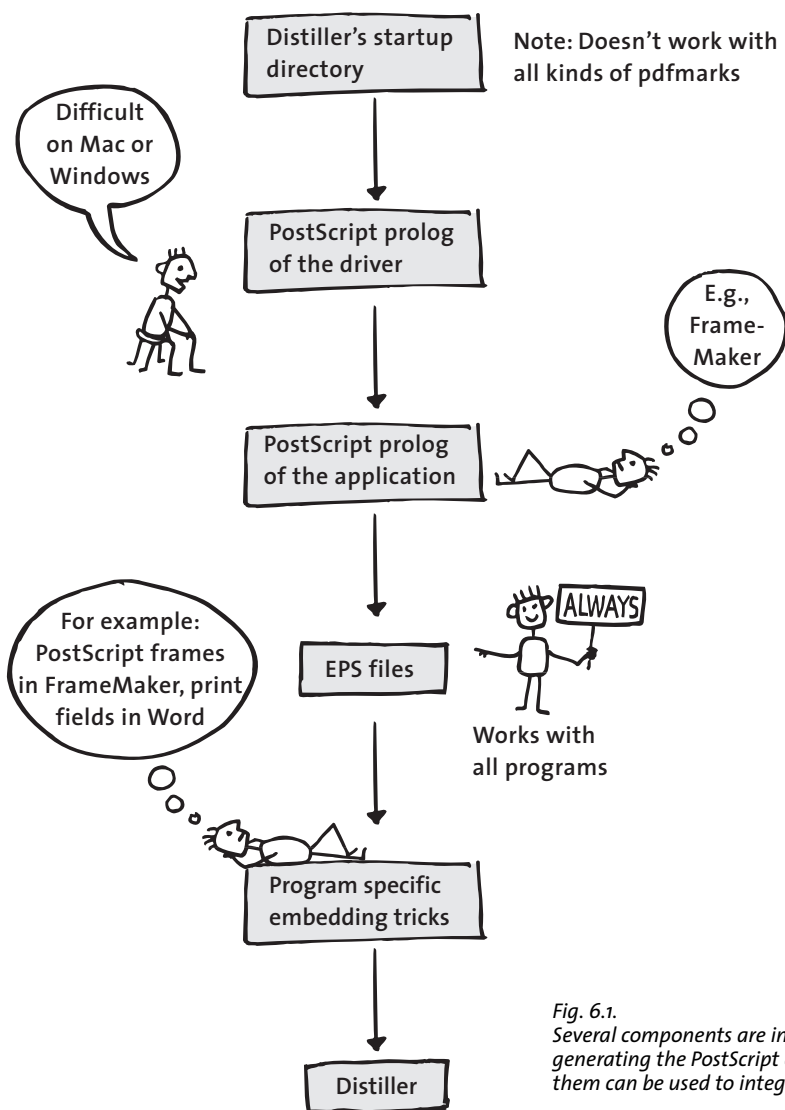 Distiller’s startup
directory
Note: Doesn’t work with
all kinds of pdfmarks
Difficult
on Mac or
Windows
PostScript prolog
of the driver
E.g.,
Frame-
Maker
PostScript prolog
of the application
For example:
PostScript frames
in FrameMaker, print
fields in Word
EPS files
ALWAYS
Works with
all programs
Program specific
embedding tricks
Distiller
Fig. 6.1.
Several components are in
generating the PostScript
them can be used to integ